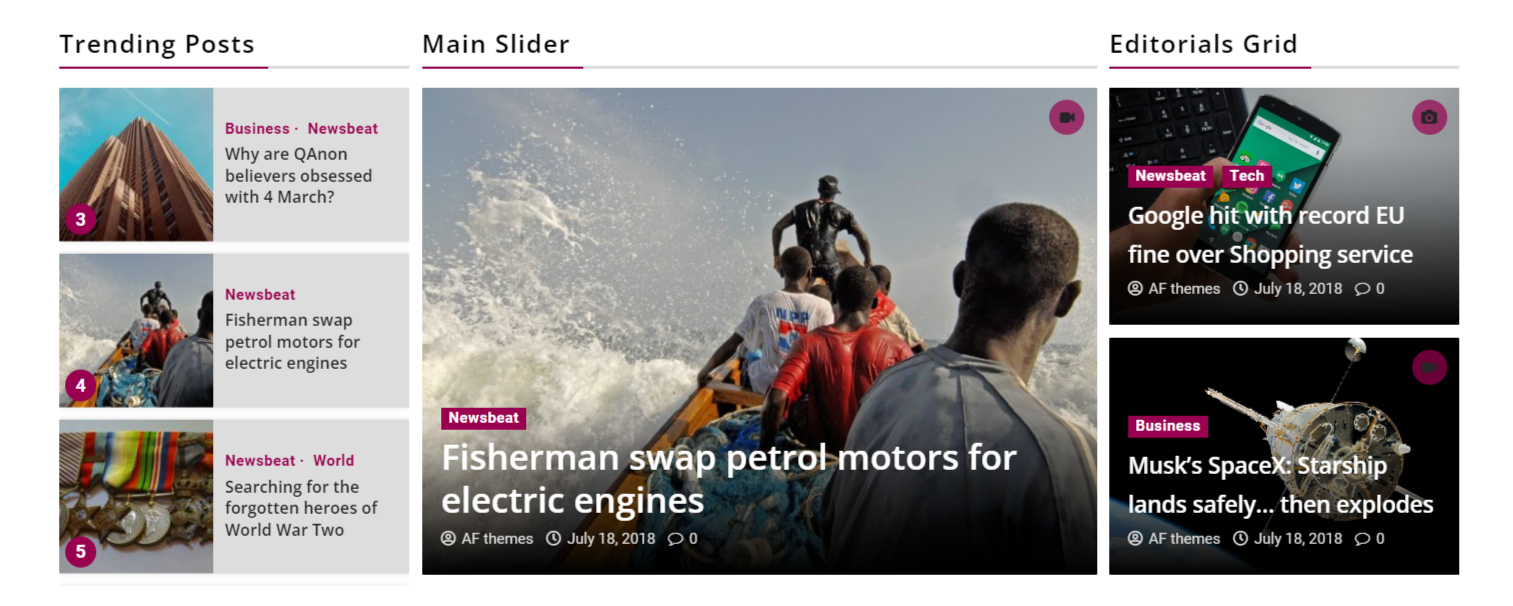 Trending Posts
Business · Newsbeat
Why are QAnon
believers obsessed
with 4 March?
3
Newsbeat
Fisherman swap
petrol motors for
electric engines
4
Newsbeat · World
Searching for the
forgotten heroes of
World War Two
5
Main Slider
Newsbeat
Fisherman swap petrol motors for
electric engines
AF themes July 18, 2018 0
Editorials Grid
Newsbeat Tech
Google hit with record EU
fine over Shopping service
AF themes July 18, 2018 0
Business
Musk’s SpaceX: Starship
lands safely… then explodes
AF themes July 18, 2018 0